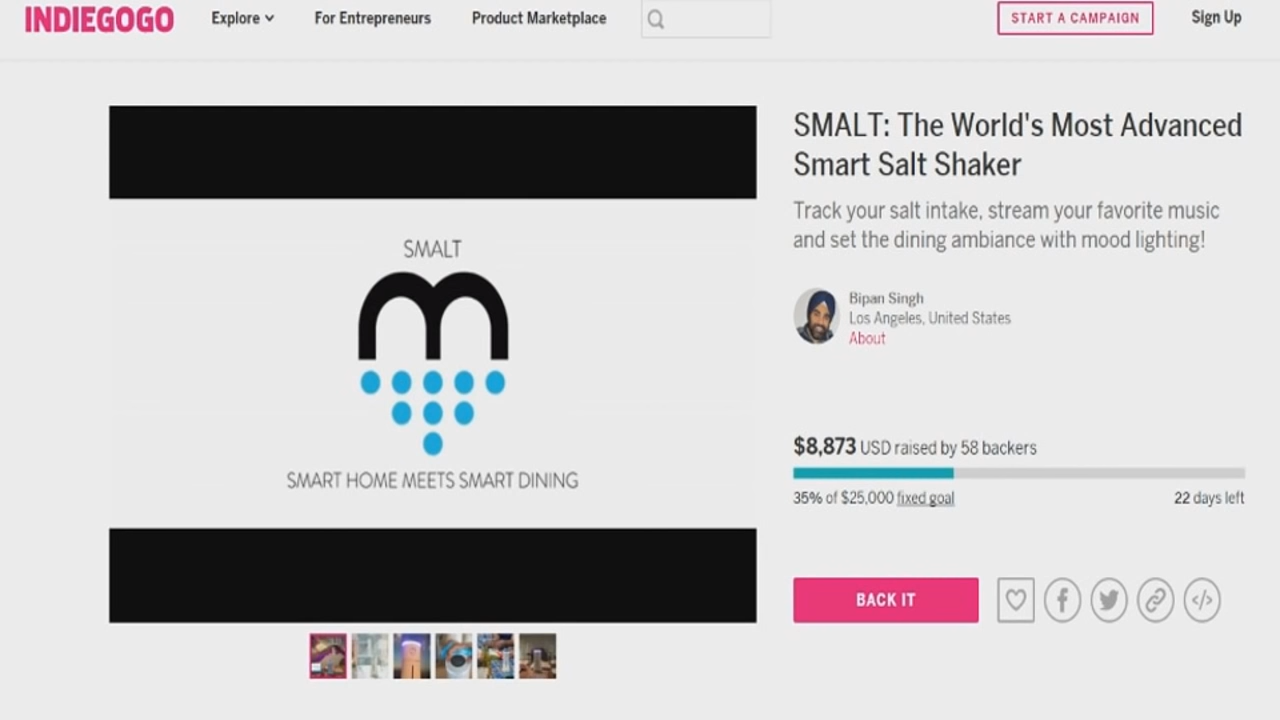 INDIEGOGO
Explore
For Entrepreneurs
Product Marketplace
START A CAMPAIGN
Sign Up
SMALT
SMART HOME MEETS SMART DINING
SMALT: The World's Most Advanced
Smart Salt Shaker
Track your salt intake, stream your favorite music
and set the dining ambiance with mood lighting!
Bipan Singh
Los Angeles, United States
About
$8,873 USD raised by 58 backers
35% of $25,000 fixed goal
22 days left
BACK IT